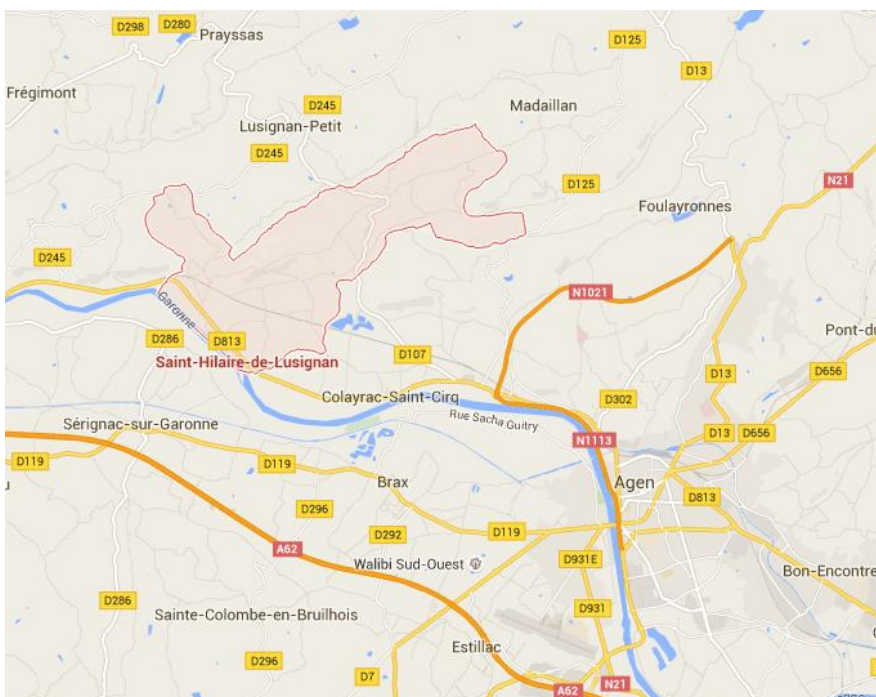 D298
D280
Prayssas
D125
D13
Frégimont
D245
Madaillan
Lusignan-Petit
D245
D125
N21
Foulayronnes
D245
Garonne
N1021
D286
D813
Pont-du
Saint-Hilaire-de-Lusignan
D107
D656
D13
Colayrac-Saint-Cirq
D302
Rue Sacha Guitry
Sérignac-sur-Garonne
N1113
D13
D656
D119
D119
u
Brax
Agen
D296
D813
D292
D119
A62
Walibi Sud-Ouest
D931E
Bon-Encontre
D286
Sainte-Colombe-en-Bruilhois
D931
Estillac
D296
D7
N21
A62